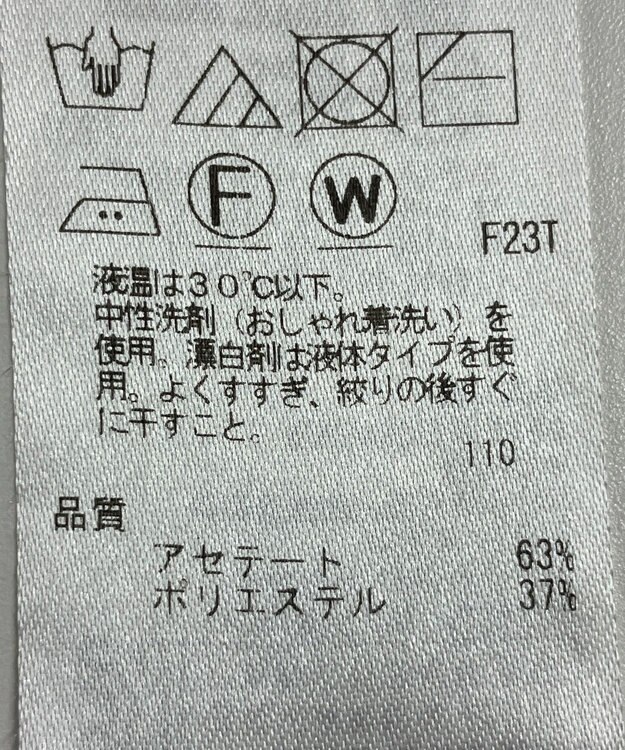 F
W
F23T
液温は30℃以下。
中性洗剤(おしゃれ着洗い)を
使用。漂白剤は液体タイプを使
用。よくすすぎ、絞りの後すぐ
に干すこと。
110
品質
アセテート 63%
ポリエステル 37%